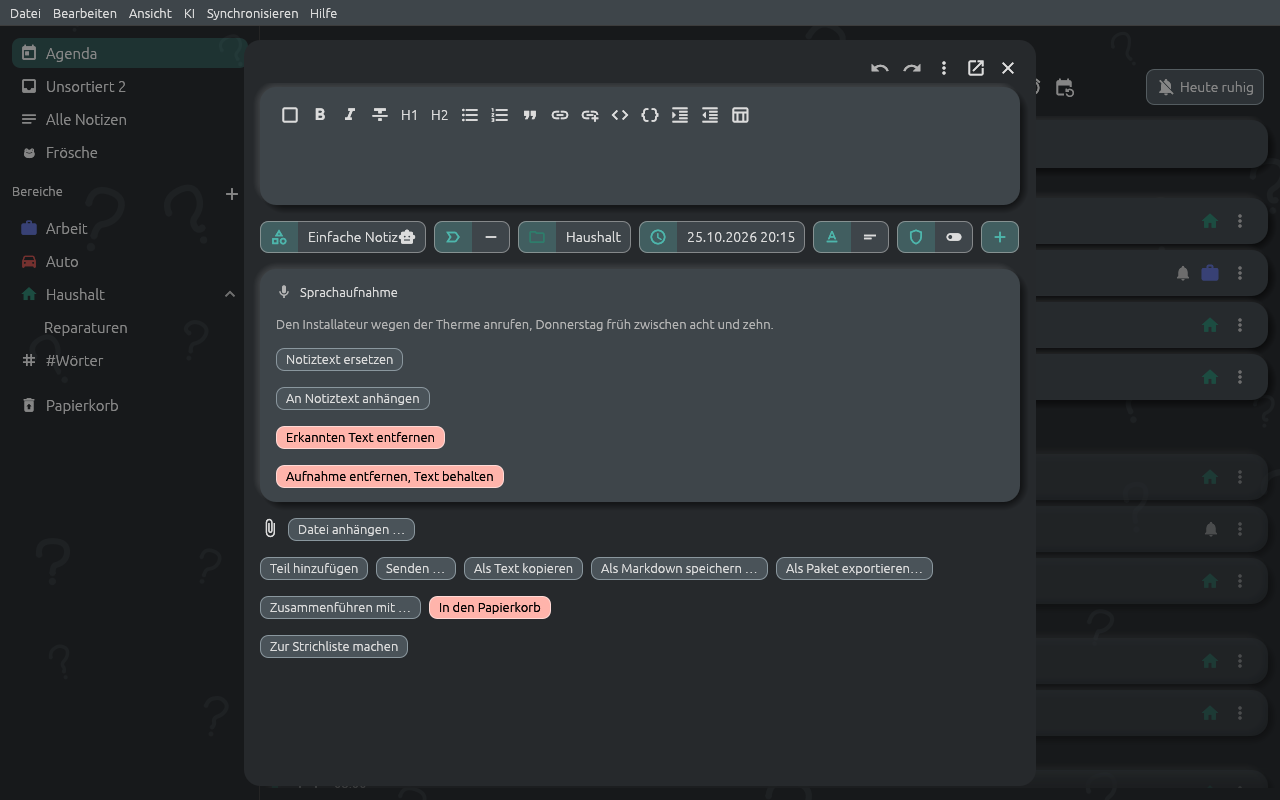 Datei Bearbeiten Ansicht KI Synchronisieren Hilfe
Agenda
Unsortiert 2
Alle Notizen
Frösche
Bereiche
Arbeit
Auto
Haushalt
Reparaturen
#Wörter
Papierkorb
Heute ruhig
B I H1 H2
Einfache Notiz
Haushalt
25.10.2026 20:15
Sprachaufnahme
Den Installateur wegen der Therme anrufen, Donnerstag früh zwischen acht und zehn.
Notiztext ersetzen
An Notiztext anhängen
Erkannten Text entfernen
Aufnahme entfernen, Text behalten
Datei anhängen …
Teil hinzufügen Senden … Als Text kopieren Als Markdown speichern … Als Paket exportieren…
Zusammenführen mit … In den Papierkorb
Zur Strichliste machen